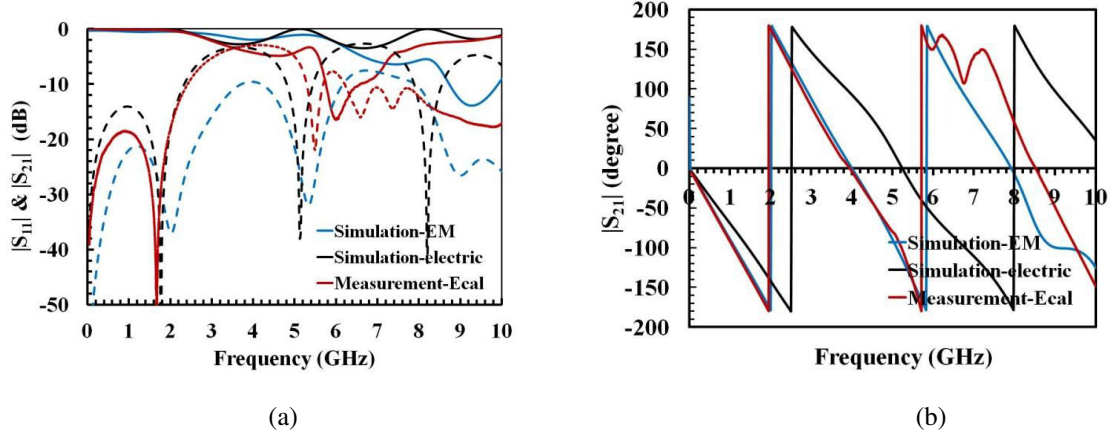 0
-10
-20
-30
-40
-50
|S11| & |S21| (dB)
0 1 2 3 4 5 6 7 8 9 10
Frequency (GHz)
Simulation-EM
Simulation-electric
Measurement-Ecal
(a)
200
150
100
50
0
-50
-100
-150
-200
|S21| (degree)
0 1 2 3 4 5 6 7 8 9 10
Simulation-EM
Simulation-electric
Measurement-Ecal
Frequency (GHz)
(b)